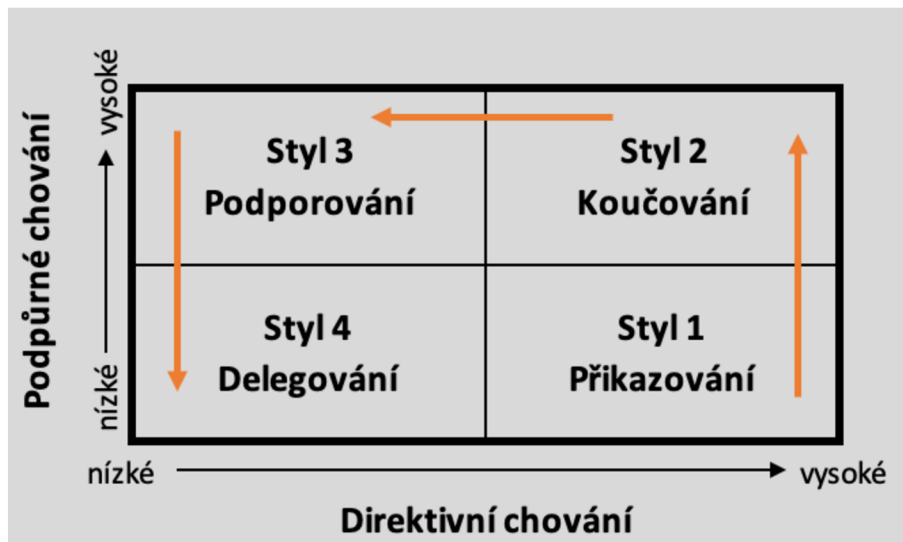 Podpůrné chování
vysoké
nízké
Styl 3
Podporování
Styl 2
Koučování
Styl 4
Delegování
Styl 1
Přikazování
nízké
vysoké
Direktivní chování